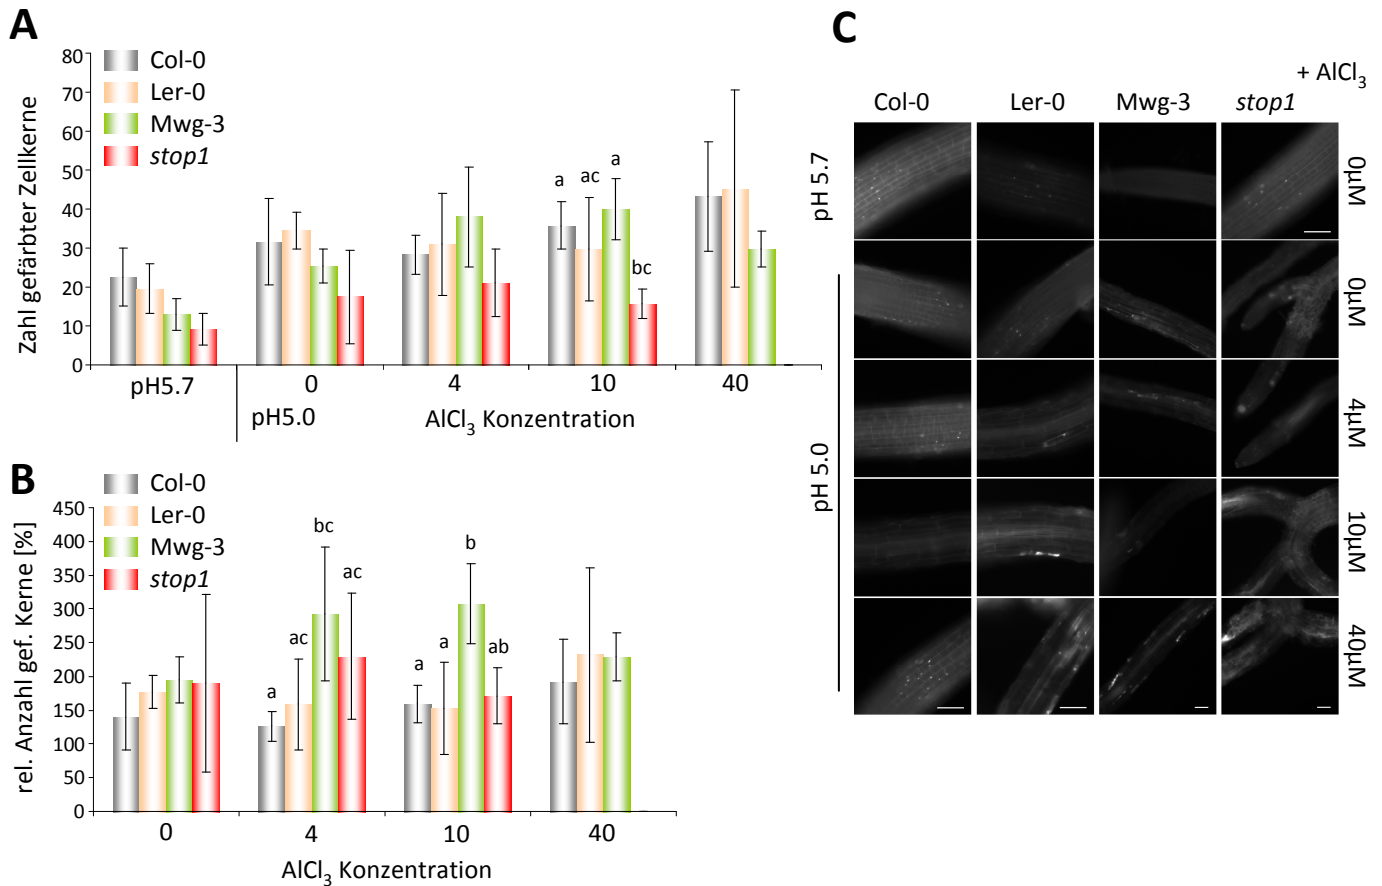 A
80
70
60
50
40
30
20
10
0
Zahl gefärbter Zellkerne
Col-0
Ler-0
Mwg-3
stop1
a
ac
a
bc
pH5.7
0
4
10
40
pH5.0
AlCl3 Konzentration
B
450
400
350
300
250
200
150
100
50
0
rel. Anzahl gef. Kerne [%]
Col-0
Ler-0
Mwg-3
stop1
a
ac
bc
ac
a
a
b
ab
0
4
10
40
AlCl3 Konzentration
C
+ AlCl3
Col-0
Ler-0
Mwg-3
stop1
pH 5.7
pH 5.0
0µM
0µM
4µM
10µM
40µM